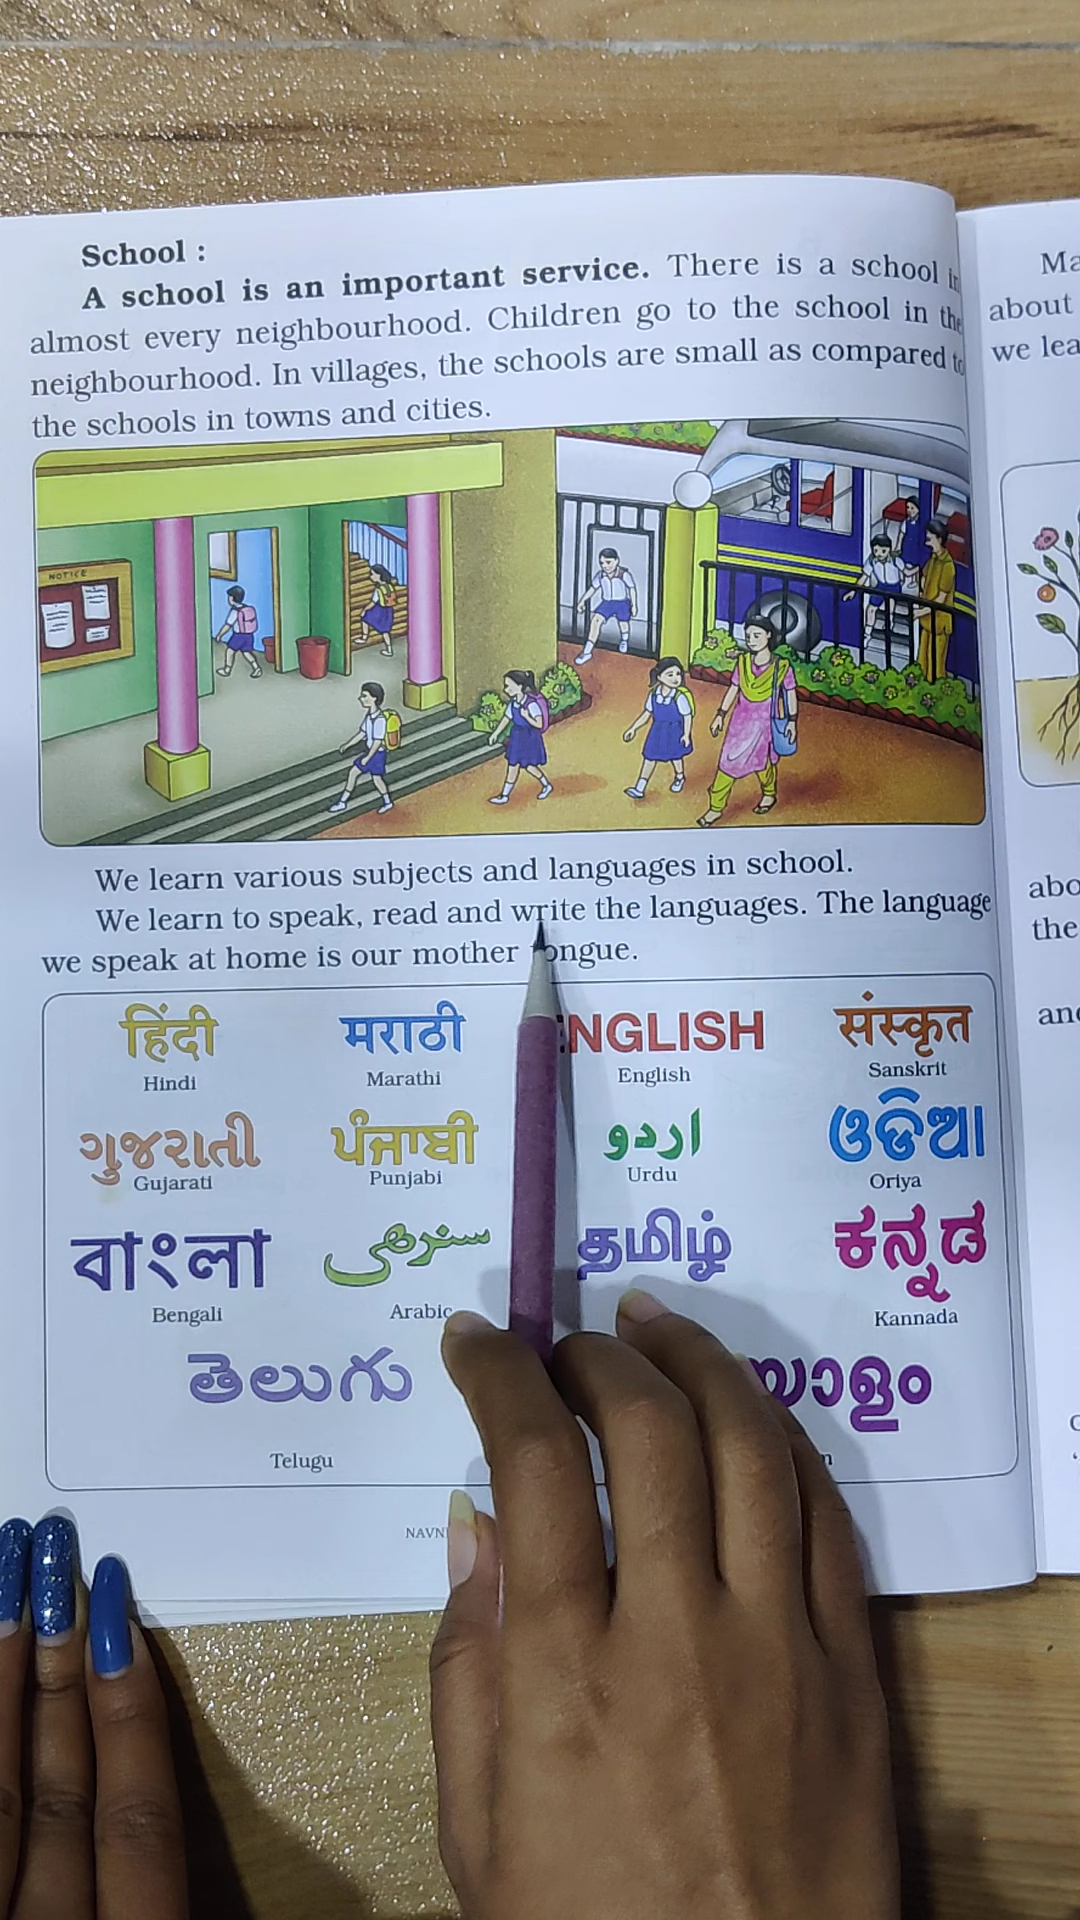 School :
A school is an important service. There is a school in
almost every neighbourhood. Children go to the school in the
neighbourhood. In villages, the schools are small as compared to
the schools in towns and cities.
NOTICE
We learn various subjects and languages in school.
We learn to speak, read and write the languages. The language
we speak at home is our mother tongue.
हिंदी मराठी ENGLISH संस्कृत
Hindi Marathi English Sanskrit
ગુજરાતી ਪੰਜਾਬੀ اردو ଓଡିଆ
Gujarati Punjabi Urdu Oriya
বাংলা தமிழ் ಕನ್ನಡ
Bengali Arabic Kannada
తెలుగు
Telugu
about
we lea
the